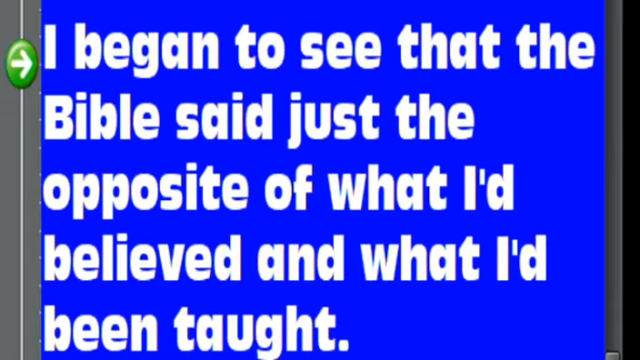 I began to see that the
Bible said just the
opposite of what I'd
believed and what I'd
been taught.